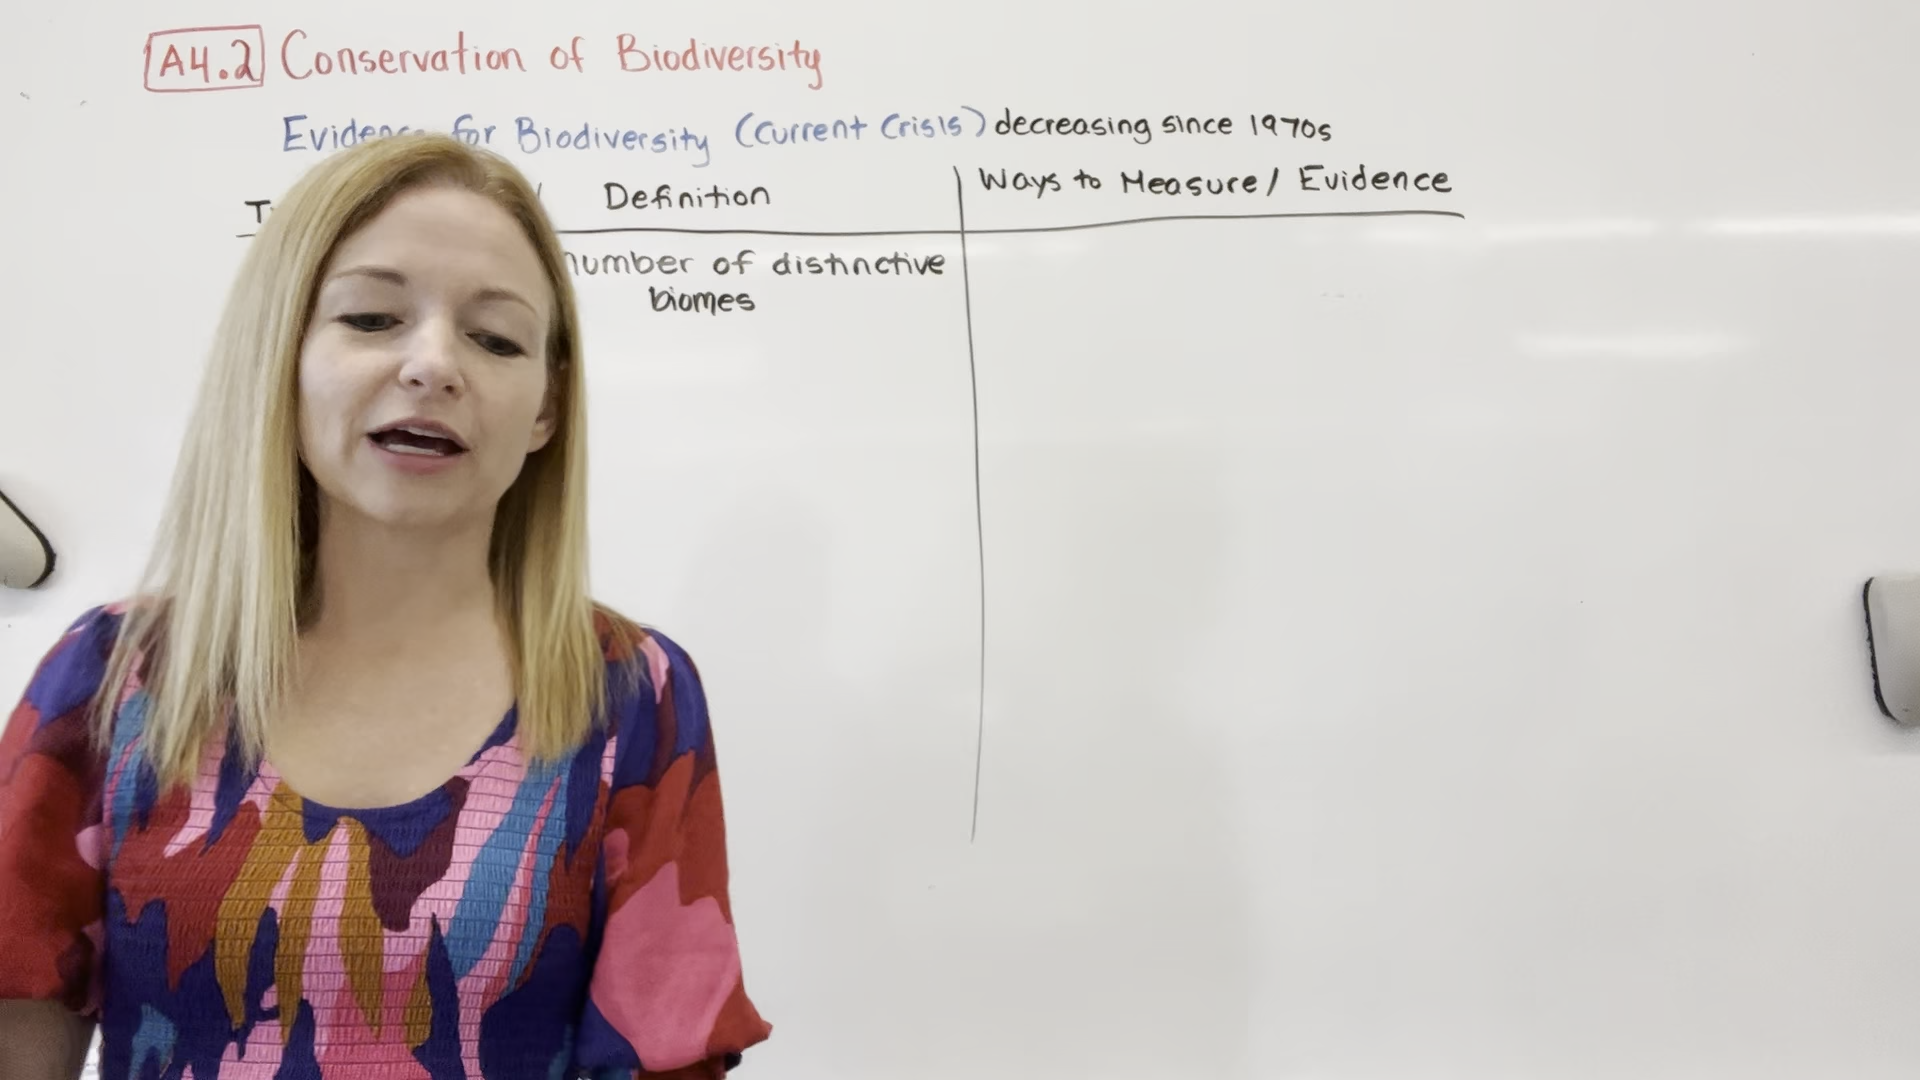 A4.2 Conservation of Biodiversity
Evidence for Biodiversity (Current Crisis) decreasing since 1970s
Definition Ways to Measure / Evidence
number of distinctive
biomes